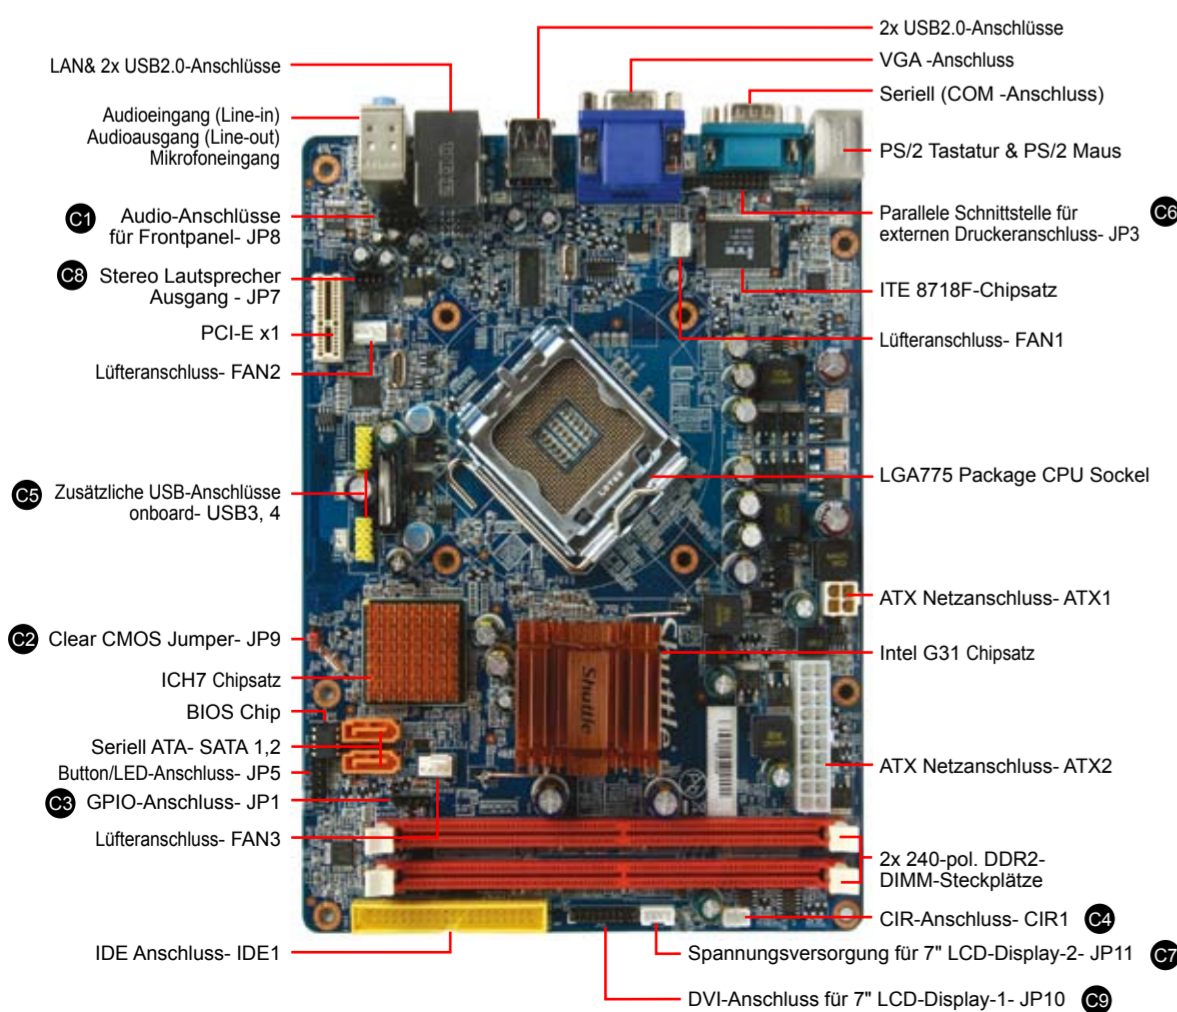 2x USB2.0-Anschlüsse
VGA -Anschluss
Seriell (COM -Anschluss)
PS/2 Tastatur & PS/2 Maus
C6
Parallele Schnittstelle für
externen Druckeranschluss- JP3
ITE 8718F-Chipsatz
Lüfteranschluss- FAN1
LGA775 Package CPU Sockel
ATX Netzanschluss- ATX1
Intel G31 Chipsatz
ATX Netzanschluss- ATX2
2x 240-pol. DDR2-
DIMM-Steckplätze
CIR-Anschluss- CIR1 C4
Spannungsversorgung für 7" LCD-Display-2- JP11 C7
DVI-Anschluss für 7" LCD-Display-1- JP10 C9
LAN& 2x USB2.0-Anschlüsse
Audioeingang (Line-in)
Audioausgang (Line-out)
Mikrofoneingang
C1 Audio-Anschlüsse
für Frontpanel- JP8
C8 Stereo Lautsprecher
Ausgang - JP7
PCI-E x1
Lüfteranschluss- FAN2
C5 Zusätzliche USB-Anschlüsse
onboard- USB3, 4
C2 Clear CMOS Jumper- JP9
ICH7 Chipsatz
BIOS Chip
Seriell ATA- SATA 1,2
Button/LED-Anschluss- JP5
C3 GPIO-Anschluss- JP1
Lüfteranschluss- FAN3
IDE Anschluss- IDE1
Shuttle
Shuttle